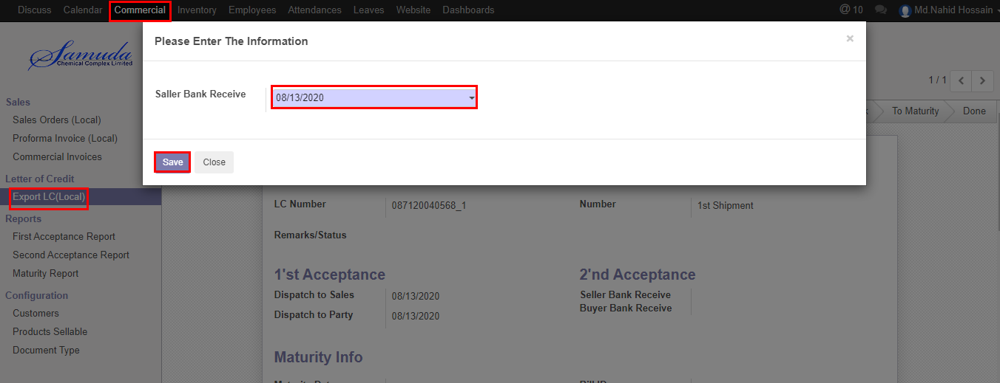 Discuss Calendar Commercial Inventory Employees Attendances Leaves Website Dashboards @ 10 Md.Nahid Hossain
Please Enter The Information ×
Samuda
Chemical Complex Limited
1 / 1
Saller Bank Receive 08/13/2020
Sales
Sales Orders (Local)
To Maturity Done
Proforma Invoice (Local)
Commercial Invoices
Save Close
Letter of Credit
Export LC(Local)
LC Number 087120040568_1 Number 1st Shipment
Reports
First Acceptance Report
Remarks/Status
Second Acceptance Report
Maturity Report
1'st Acceptance 2'nd Acceptance
Configuration
Dispatch to Sales 08/13/2020 Seller Bank Receive
Buyer Bank Receive
Customers
Dispatch to Party 08/13/2020
Products Sellable
Document Type
Maturity Info